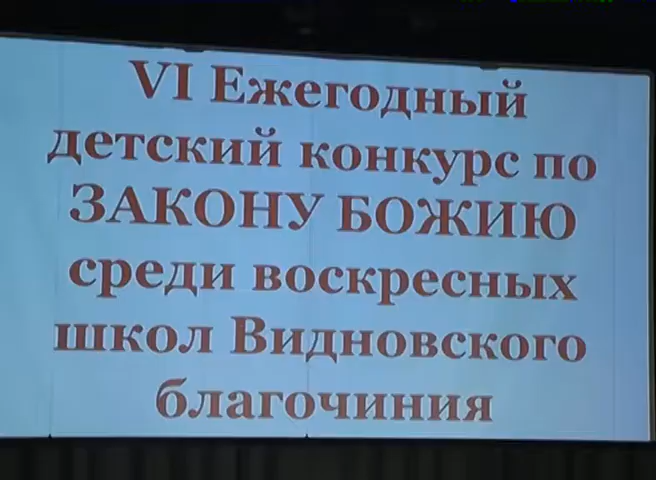 VI Ежегодный
детский конкурс по
ЗАКОНУ БОЖИЮ
среди воскресных
школ Видновского
благочиния